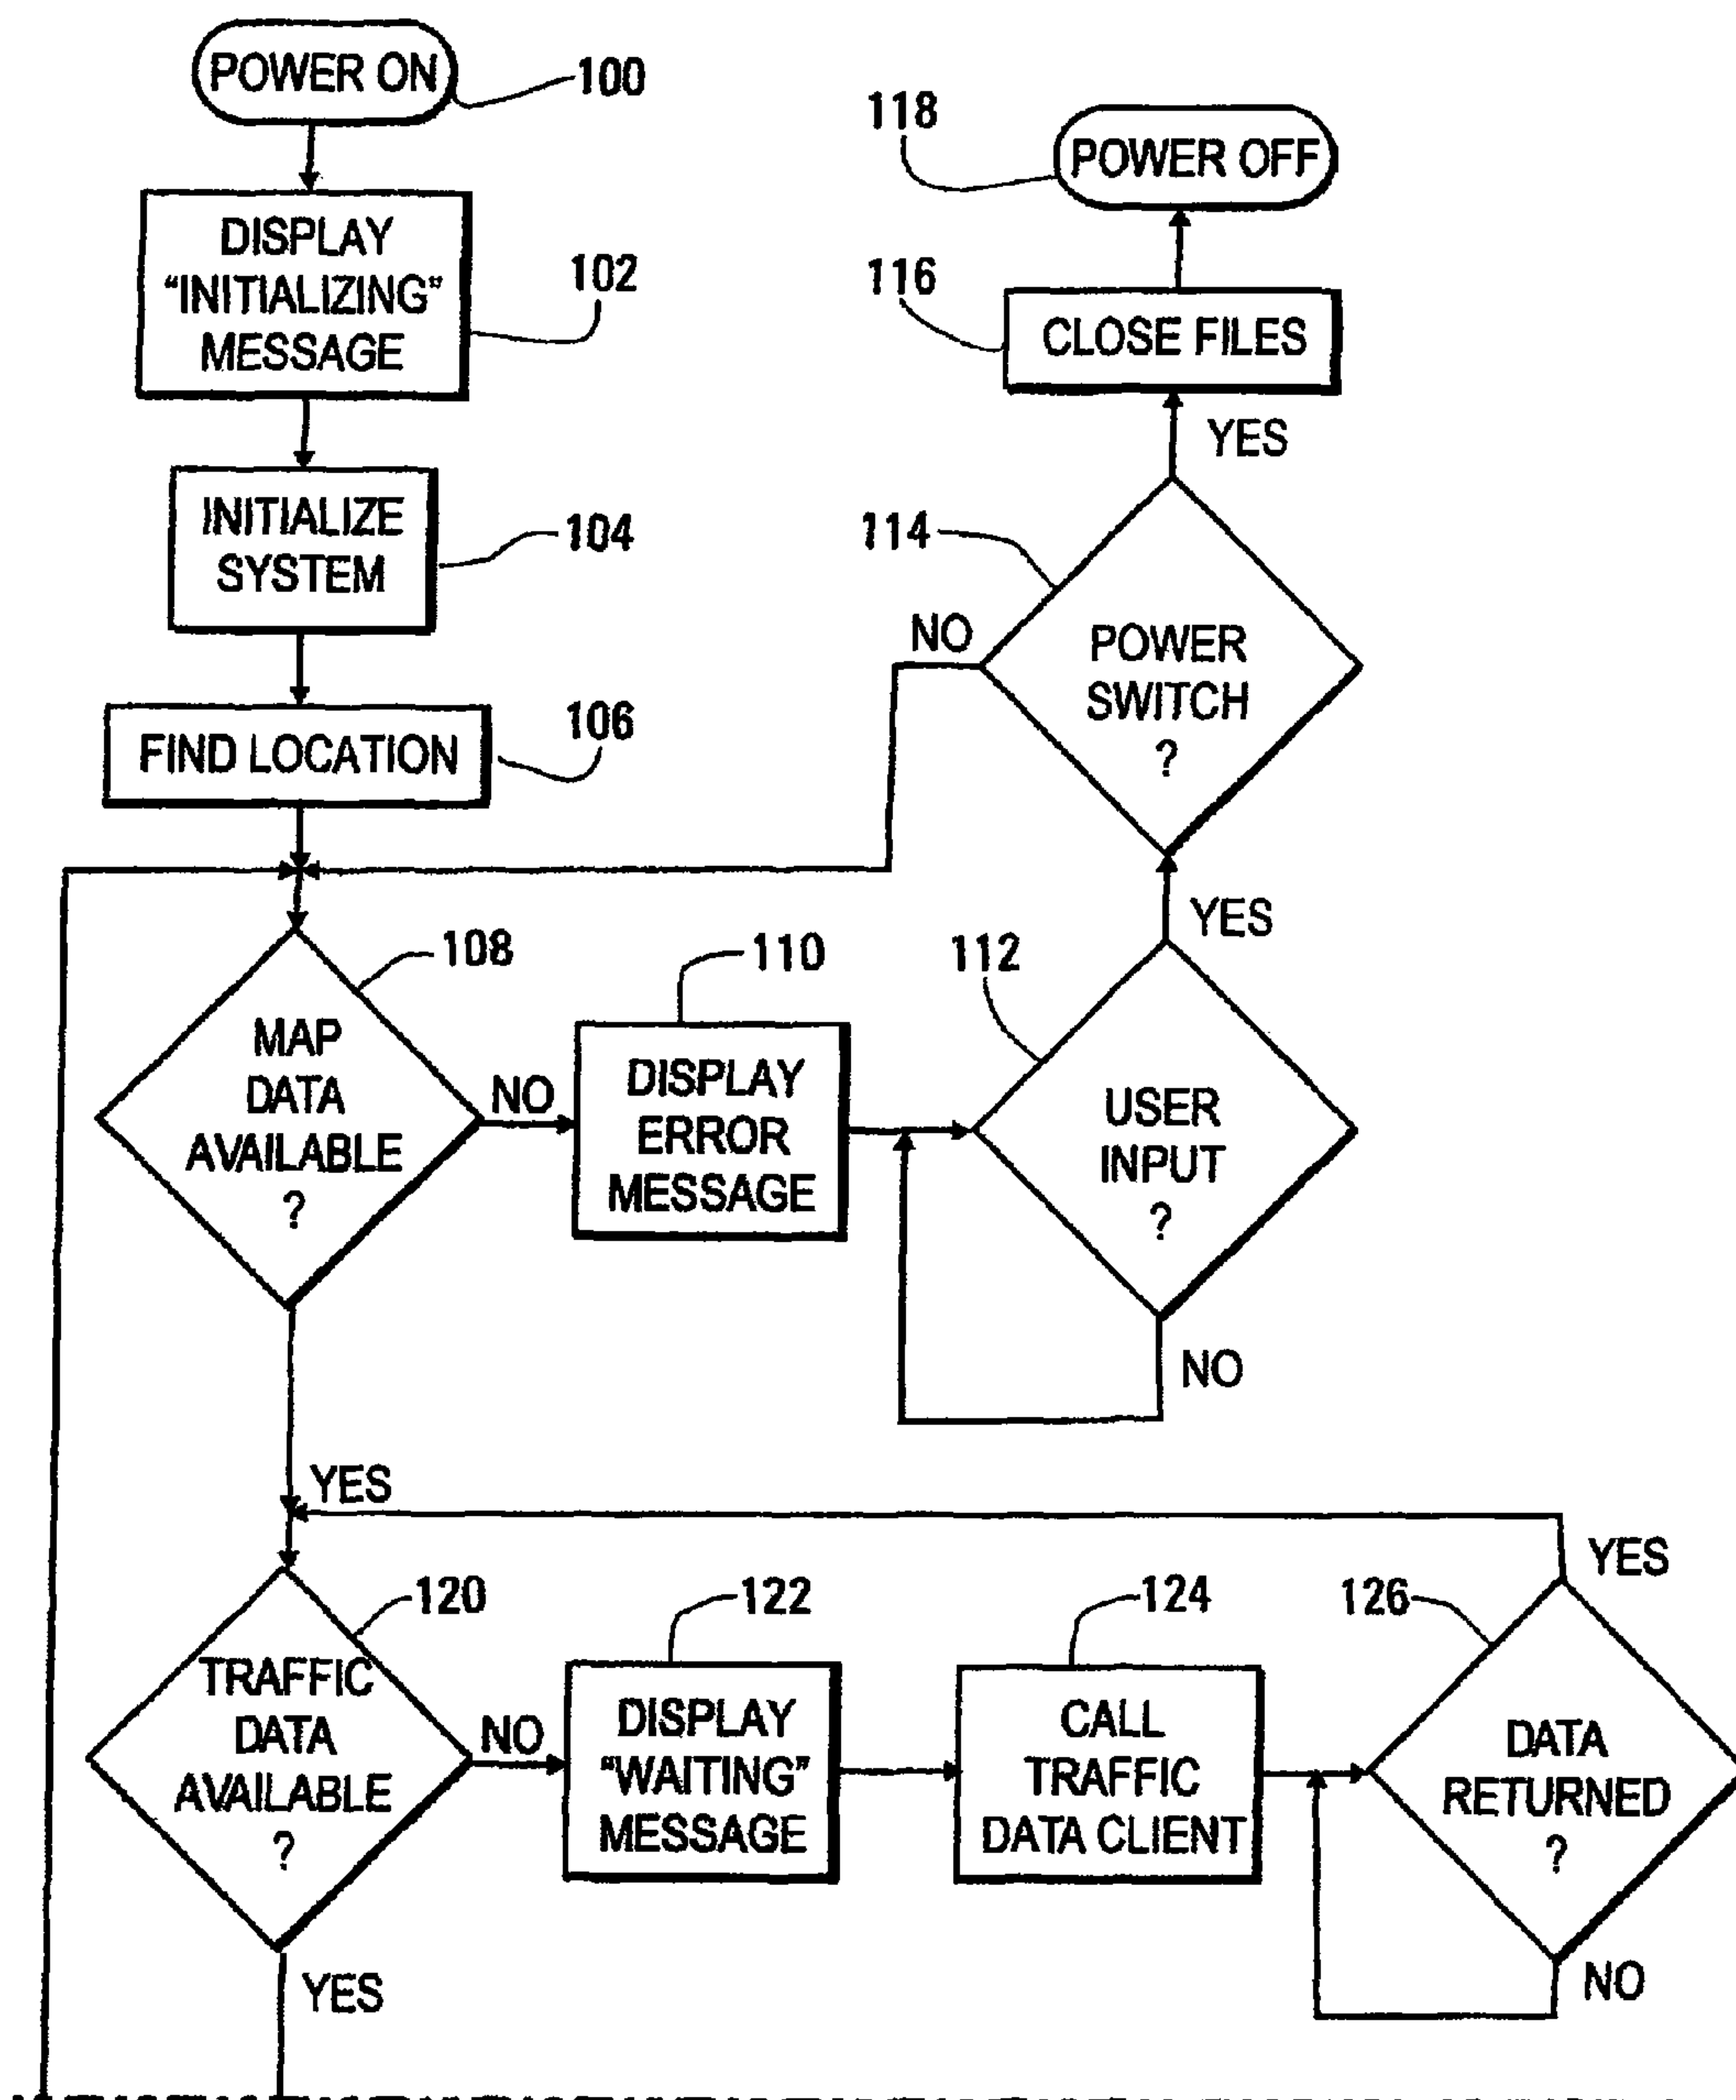 POWER ON
100
DISPLAY
“INITIALIZING”
MESSAGE
102
INITIALIZE
SYSTEM
104
FIND LOCATION
106
118
POWER OFF
116
CLOSE FILES
YES
114
NO
POWER
SWITCH
?
YES
108
MAP
DATA
AVAILABLE
?
NO
110
DISPLAY
ERROR
MESSAGE
112
USER
INPUT
?
NO
YES
120
TRAFFIC
DATA
AVAILABLE
?
NO
122
DISPLAY
“WAITING”
MESSAGE
124
CALL
TRAFFIC
DATA CLIENT
126
YES
DATA
RETURNED
?
NO
YES